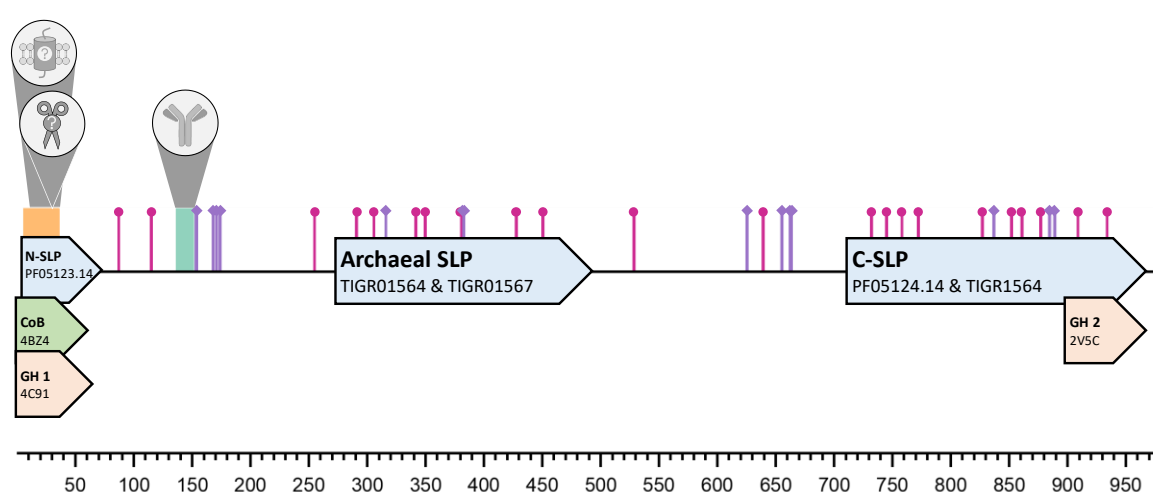 ?
?
N-SLP
PF05123.14
Archaeal SLP
TIGR01564 & TIGR01567
C-SLP
PF05124.14 & TIGR1564
CoB
4BZ4
GH 2
2V5C
GH 1
4C91
50 100 150 200 250 300 350 400 450 500 550 600 650 700 750 800 850 900 950